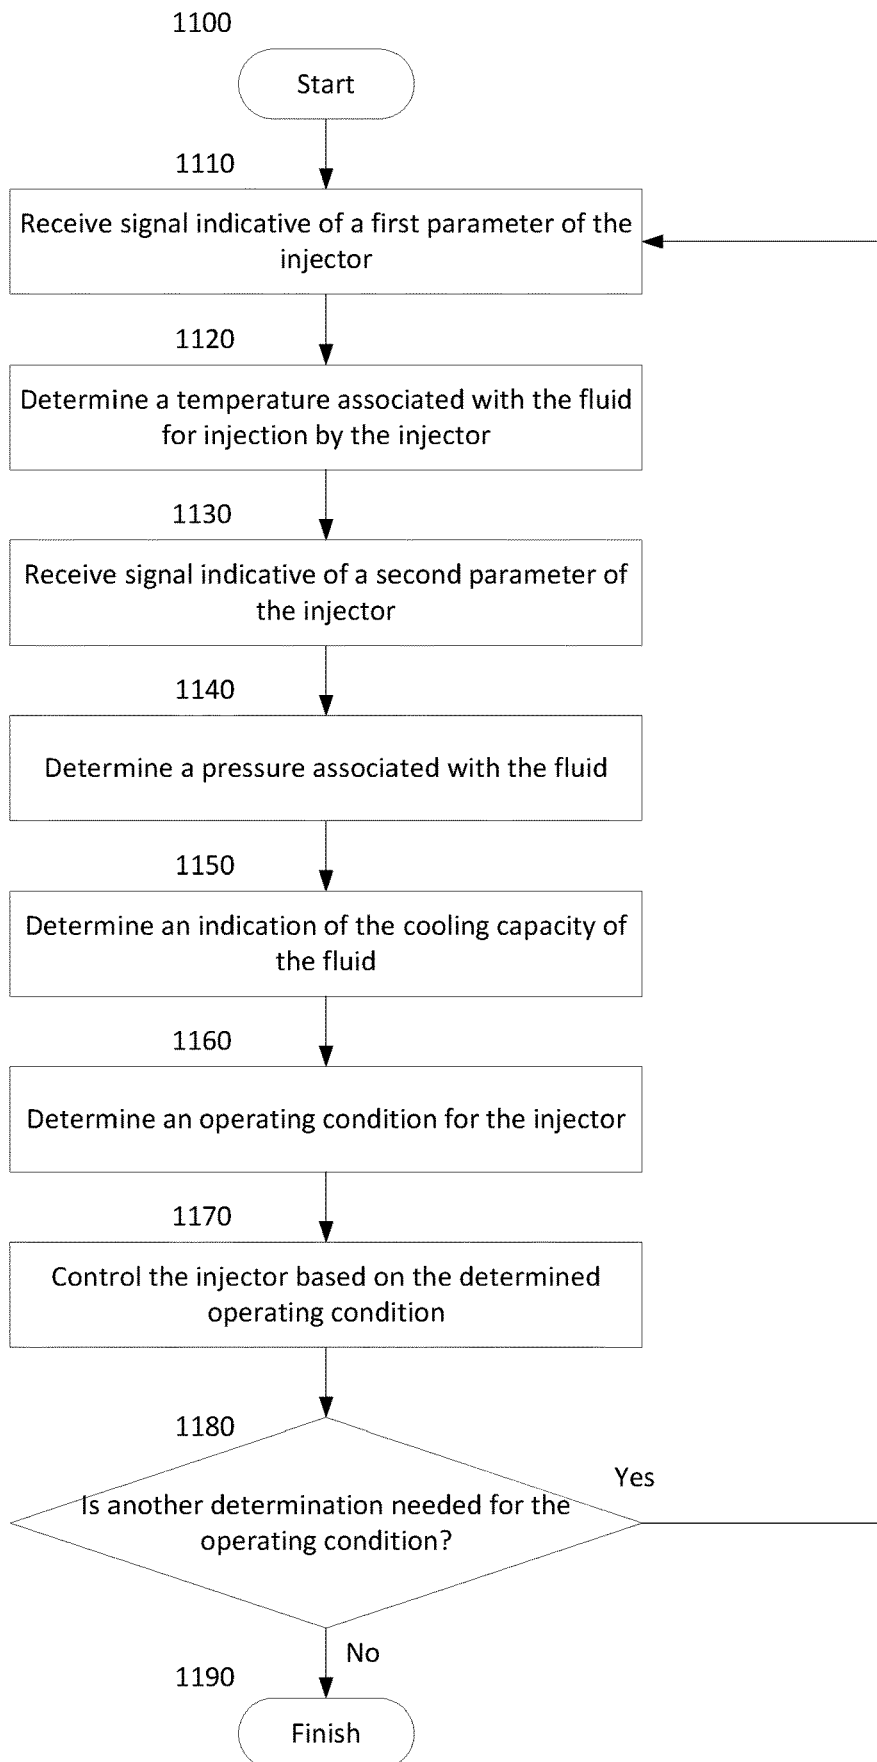 1100
Start
1110
Receive signal indicative of a first parameter of the
injector
1120
Determine a temperature associated with the fluid
for injection by the injector
1130
Receive signal indicative of a second parameter of
the injector
1140
Determine a pressure associated with the fluid
1150
Determine an indication of the cooling capacity of
the fluid
1160
Determine an operating condition for the injector
1170
Control the injector based on the determined
operating condition
1180
Yes
Is another determination needed for the
operating condition?
No
1190
Finish